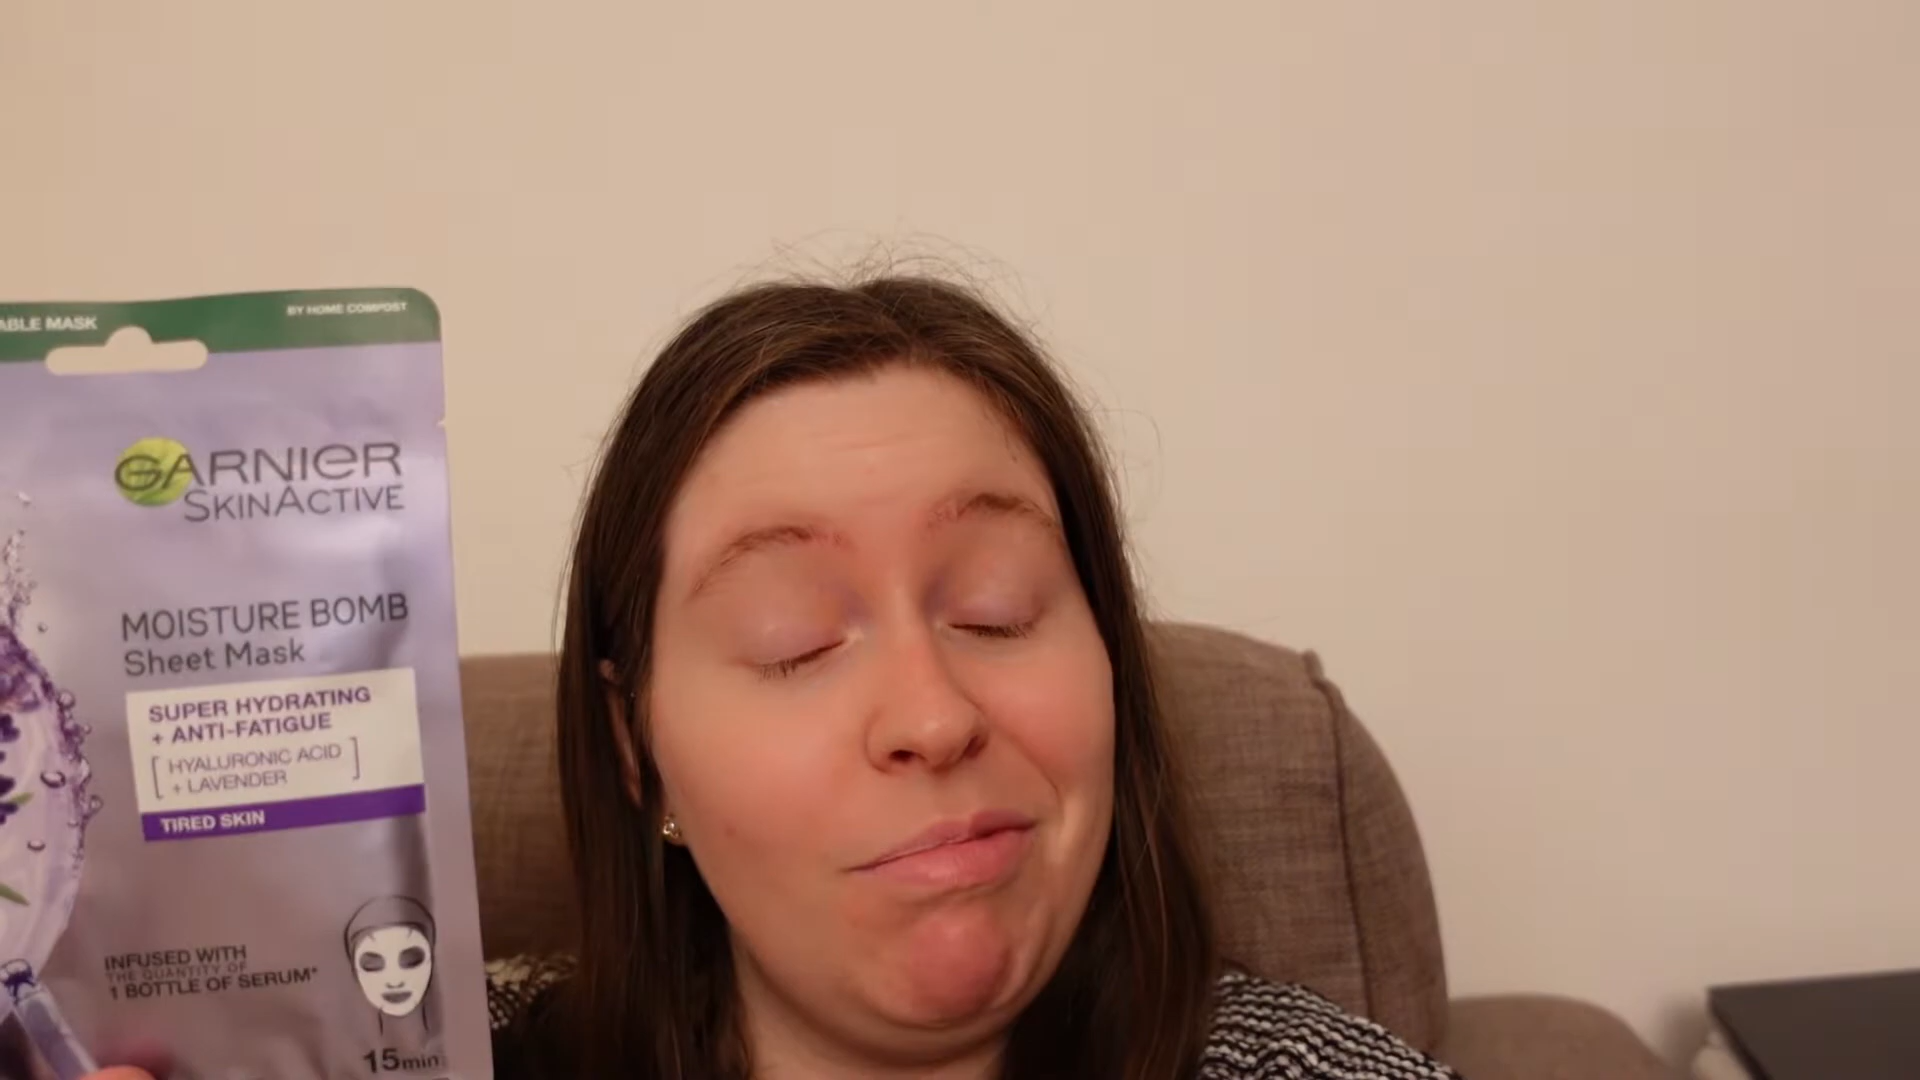 ABLE MASK
BY HOME COMPOST
GARNIER
SKINACTIVE
MOISTURE BOMB
Sheet Mask
SUPER HYDRATING
+ ANTI-FATIGUE
[ HYALURONIC ACID
+ LAVENDER ]
TIRED SKIN
INFUSED WITH
THE QUANTITY OF
1 BOTTLE OF SERUM*
15min